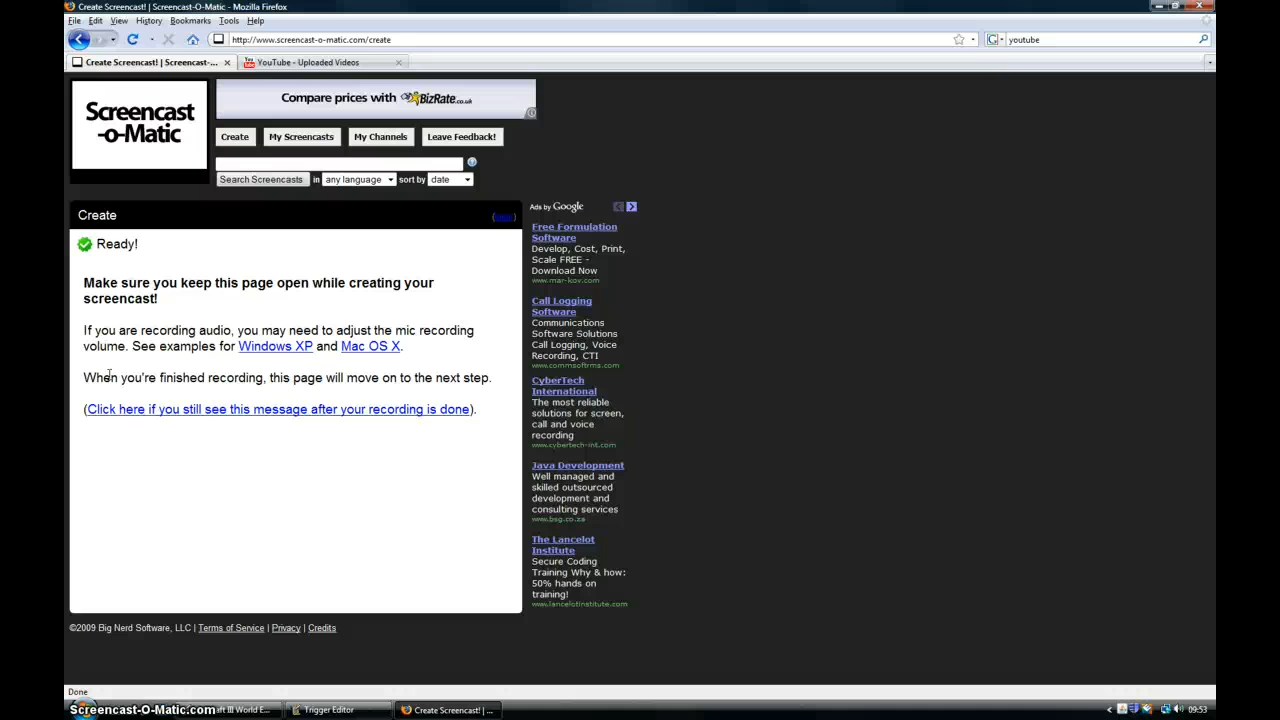 Create Screencast! | Screencast-O-Matic - Mozilla Firefox
File Edit View History Bookmarks Tools Help
http://www.screencast-o-matic.com/create
youtube
Create Screencast! | Screencast-...
YouTube - Uploaded Videos
Screencast
-o-Matic
Compare prices with BizRate.co.uk
Create My Screencasts My Channels Leave Feedback!
Search Screencasts in any language sort by date
Create
Ready!
Make sure you keep this page open while creating your
screencast!
If you are recording audio, you may need to adjust the mic recording
volume. See examples for Windows XP and Mac OS X.
When you're finished recording, this page will move on to the next step.
(Click here if you still see this message after your recording is done).
Ads by Google
Free Formulation
Software
Develop, Cost, Print,
Scale FREE -
Download Now
www.mar-kov.com
Call Logging
Software
Communications
Software Solutions
Call Logging, Voice
Recording, CTI
www.commsoftrms.com
CyberTech
International
The most reliable
solutions for screen,
call and voice
recording
www.cybertech-int.com
Java Development
Well managed and
skilled outsourced
development and
consulting services
www.bsg.co.za
The Lancelot
Institute
Secure Coding
Training Why & how:
50% hands on
training!
www.lancelotinstitute.com
©2009 Big Nerd Software, LLC | Terms of Service | Privacy | Credits
Done
Screencast-O-Matic.com
aft III World E...
Trigger Editor
Create Screencast! | ...
09:53